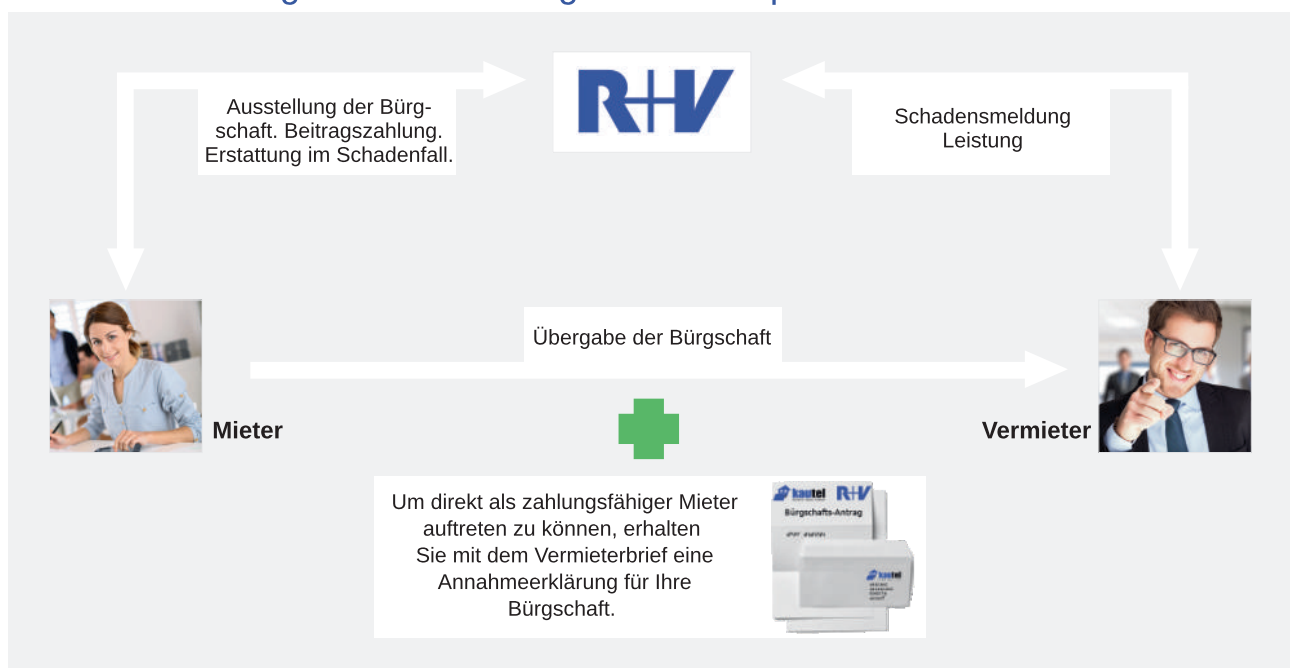 R+V
Ausstellung der Bürg-
schaft. Beitragszahlung.
Erstattung im Schadenfall.
Schadensmeldung
Leistung
Übergabe der Bürgschaft
Mieter
Vermieter
Um direkt als zahlungsfähiger Mieter
auftreten zu können, erhalten
Sie mit dem Vermieterbrief eine
Annahmeerklärung für Ihre
Bürgschaft.
kautel R+V
Bürgschafts-Antrag
kautel